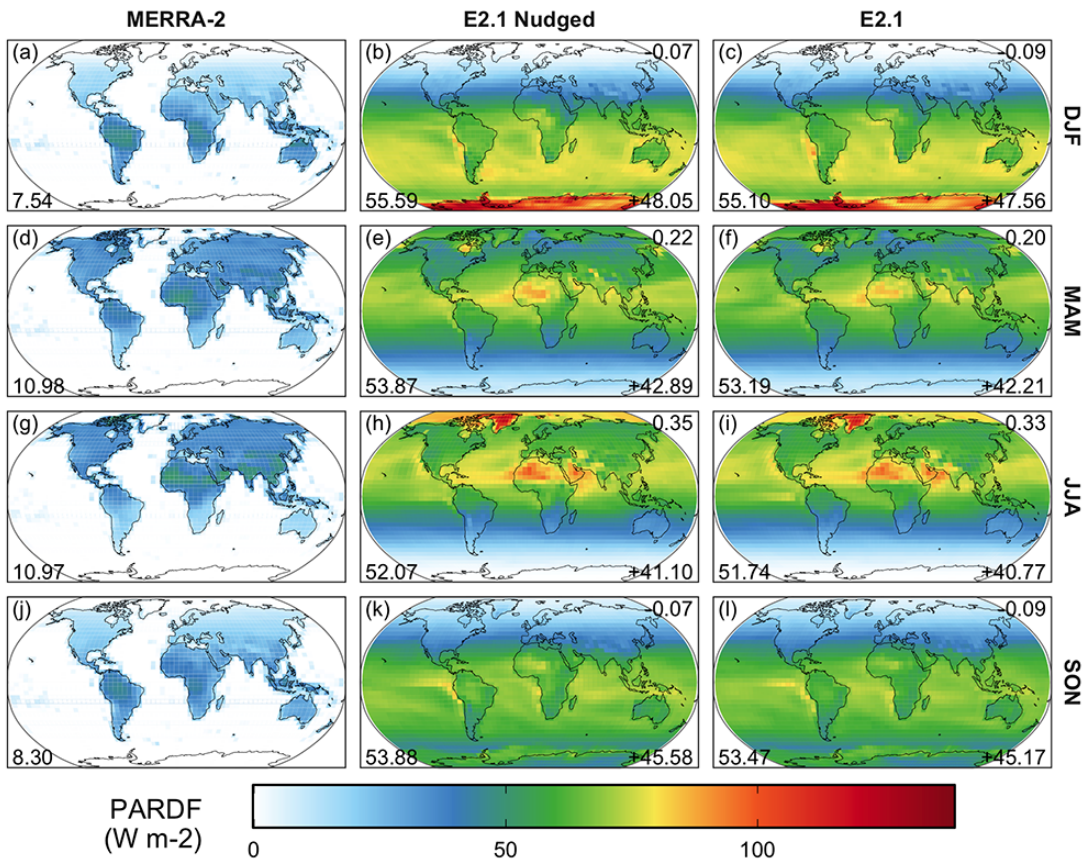 MERRA-2 E2.1 Nudged E2.1
(a) (b) -0.07 (c) -0.09
7.54 55.59 +48.05 55.10 +47.56
DJF
(d) (e) 0.22 (f) 0.20
10.98 53.87 +42.89 53.19 +42.21
MAM
(g) (h) 0.35 (i) 0.33
10.97 52.07 +41.10 51.74 +40.77
JJA
(j) (k) -0.07 (l) -0.09
8.30 53.88 +45.58 53.47 +45.17
SON
PARDF
(W m-2)
0 50 100